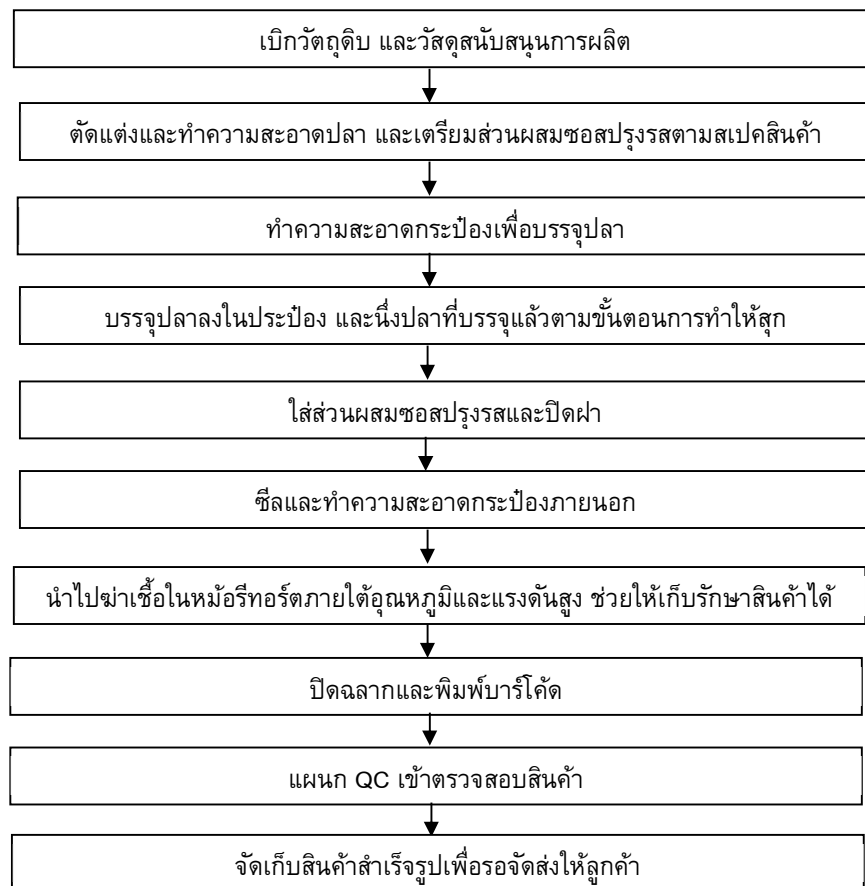 เบิกวัตถุดิบ และวัสดุสนับสนุนการผลิต
ตัดแต่งและทำความสะอาดปลา และเตรียมส่วนผสมซอสปรุงรสตามสเปคสินค้า
ทำความสะอาดกระป๋องเพื่อบรรจุปลา
บรรจุปลาลงในประป๋อง และนึ่งปลาที่บรรจุแล้วตามขั้นตอนการทำให้สุก
ใส่ส่วนผสมซอสปรุงรสและปิดฝา
ซีลและทำความสะอาดกระป๋องภายนอก
นำไปฆ่าเชื้อในหม้อรีทอร์ตภายใต้อุณหภูมิและแรงดันสูง ช่วยให้เก็บรักษาสินค้าได้
ปิดฉลากและพิมพ์บาร์โค้ด
แผนก QC เข้าตรวจสอบสินค้า
จัดเก็บสินค้าสำเร็จรูปเพื่อรอจัดส่งให้ลูกค้า